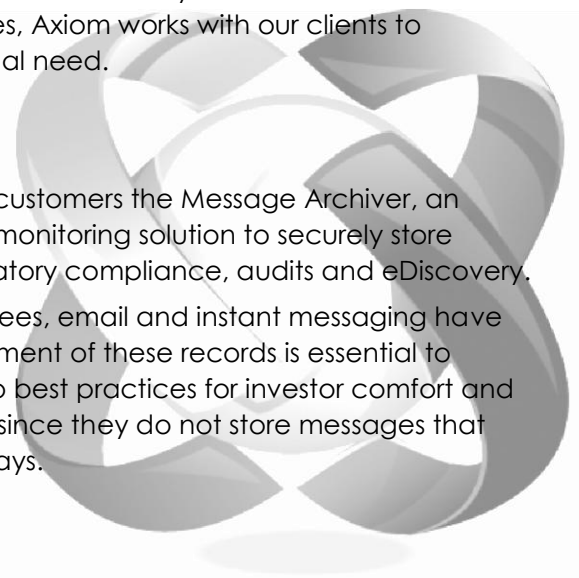 es, Axiom works with our clients to
al need.
customers the Message Archiver, an
monitoring solution to securely store
atory compliance, audits and eDiscovery.
ees, email and instant messaging have
ment of these records is essential to
o best practices for investor comfort and
since they do not store messages that
ays.